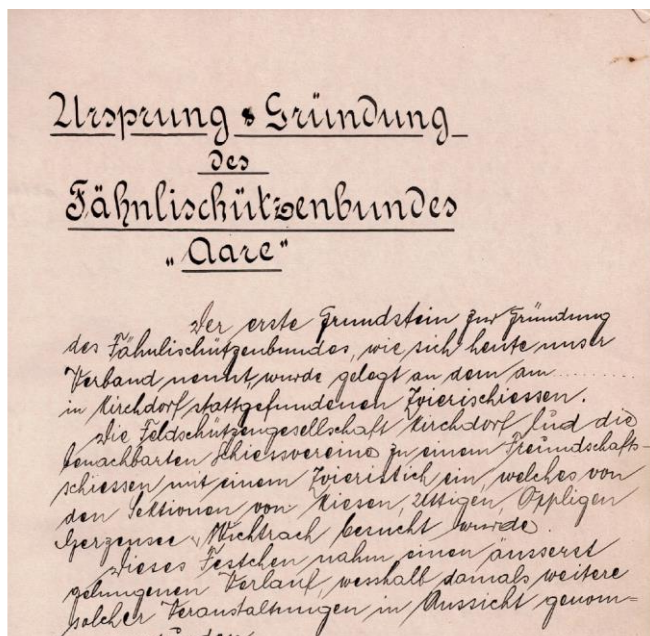 Ursprung & Gründung
des
Fähnlischützenbundes
„Aare"
Der erste Grundstein zur Gründung
des Fähnlischützenbundes, wie sich heute unser
Verband nennt, wurde gelegt an dem am ............
in Kirchdorf stattgefundenen Zvierischiessen.
Die Feldschützengesellschaft Kirchdorf lud die
benachbarten Schiessvereine zu einem Freundschafts-
schiessen mit einem Zvieristich ein, welches von
den Sektionen von Kiesen, Uttigen, Oppligen
Gerzensee & Wichtrach besucht wurde.
Dieses Festchen nahm einen äusserst
gelungenen Verlauf, wesshalb damals weitere
solcher Veranstaltungen in Aussicht genom=